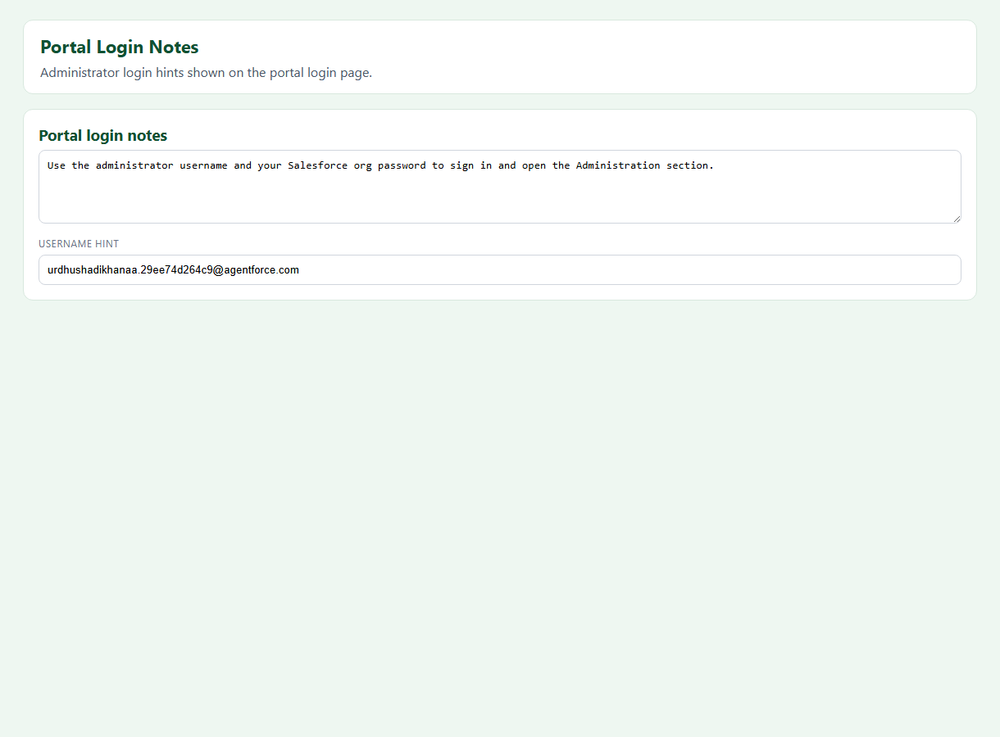 Portal Login Notes
Administrator login hints shown on the portal login page.
Portal login notes
Use the administrator username and your Salesforce org password to sign in and open the Administration section.
USERNAME HINT
urdhushadikhanaa.29ee74d264c9@agentforce.com